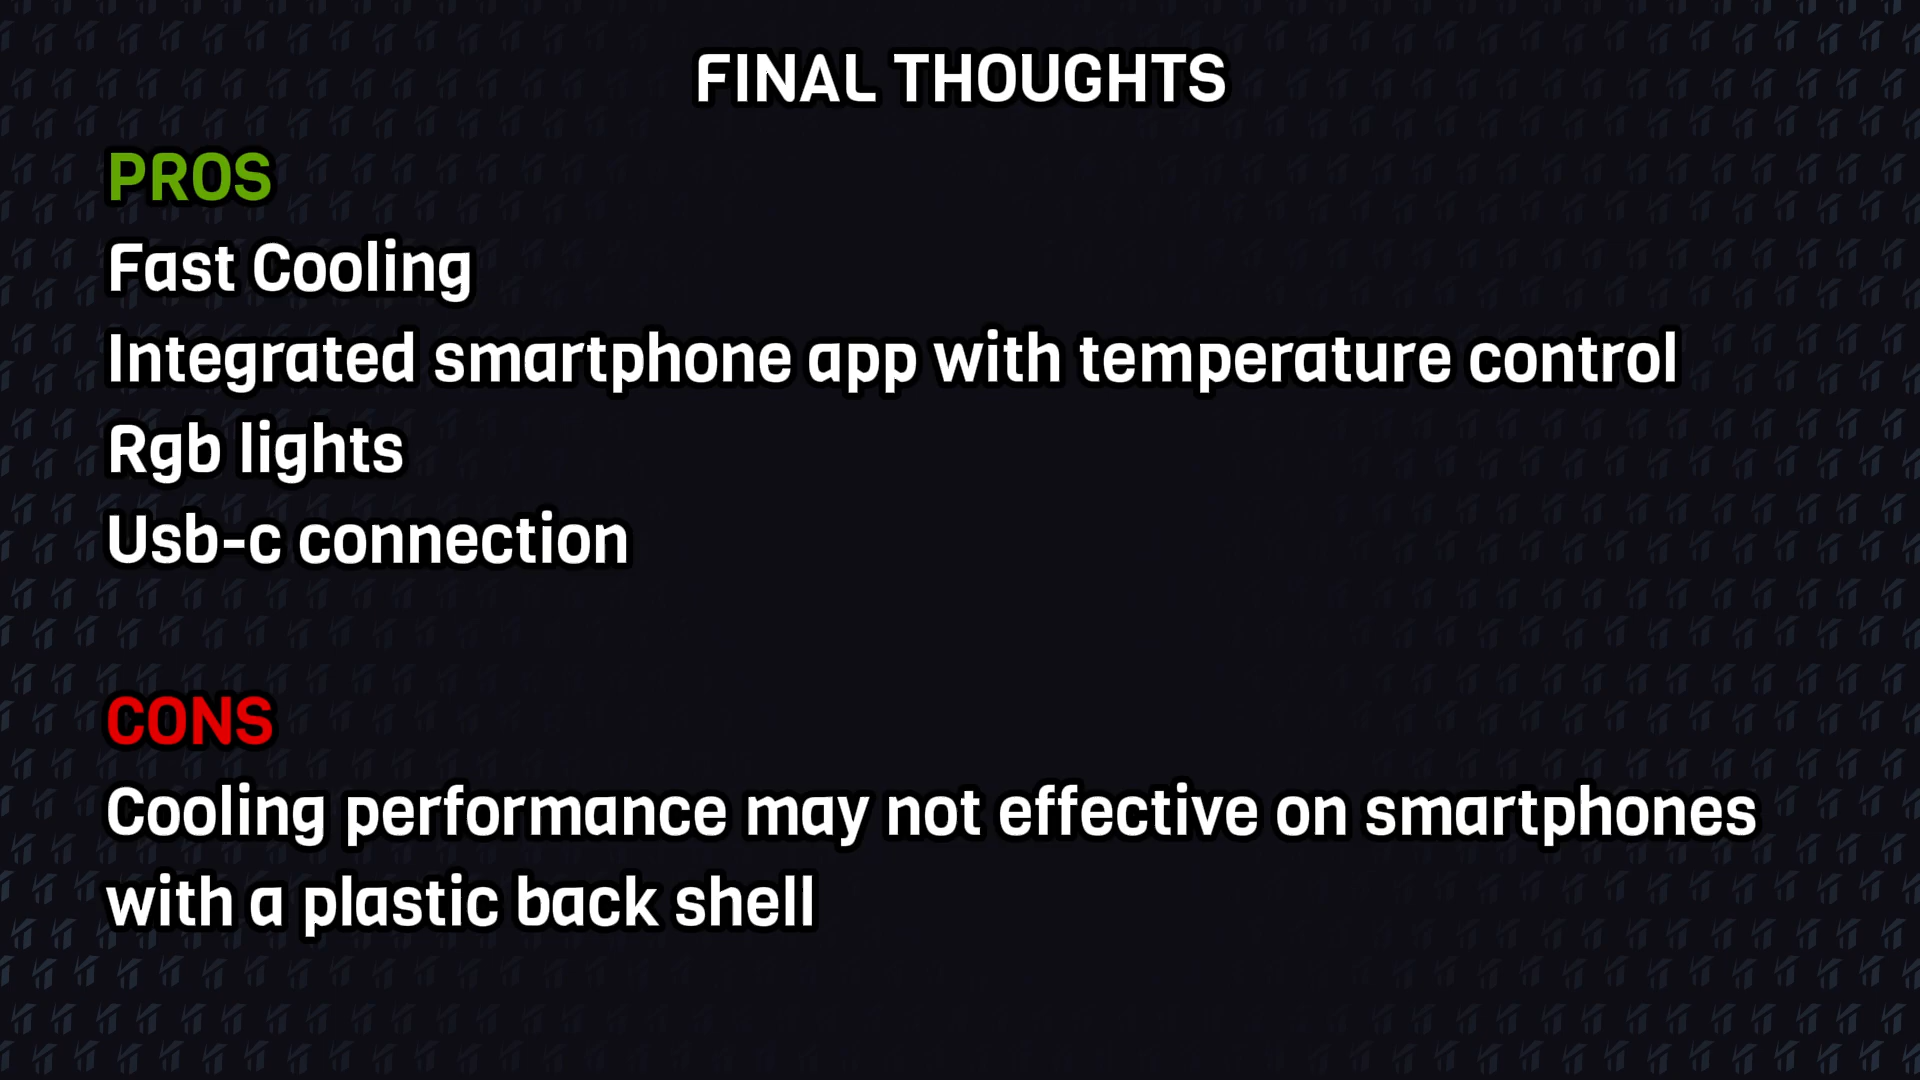 FINAL THOUGHTS
PROS
Fast Cooling
Integrated smartphone app with temperature control
Rgb lights
Usb-c connection
CONS
Cooling performance may not effective on smartphones
with a plastic back shell